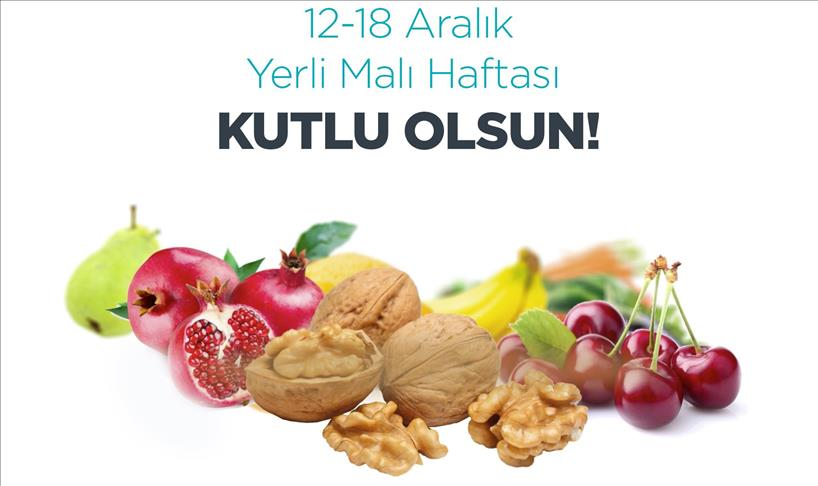 12-18 Aralık
Yerli Malı Haftası
KUTLU OLSUN!